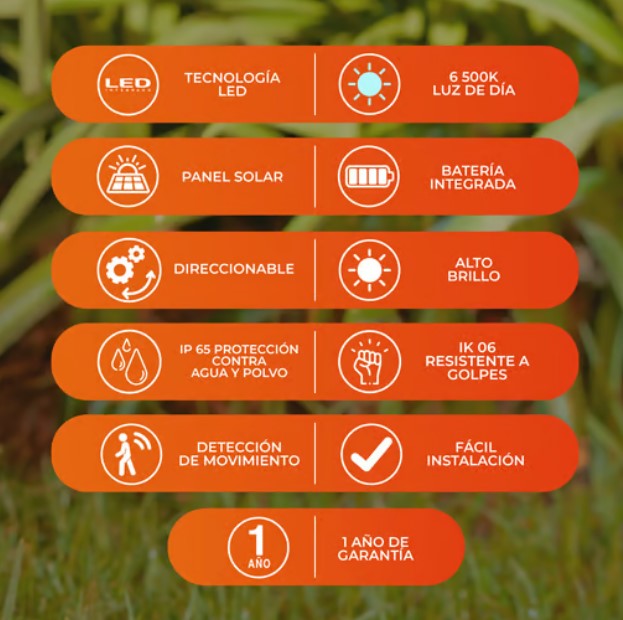 LED
INTEGRADO
TECNOLOGÍA
LED
6 500K
LUZ DE DÍA
PANEL SOLAR
BATERÍA
INTEGRADA
DIRECCIONABLE
ALTO
BRILLO
IP 65 PROTECCIÓN
CONTRA
AGUA Y POLVO
IK 06
RESISTENTE A
GOLPES
DETECCIÓN
DE MOVIMIENTO
FÁCIL
INSTALACIÓN
1
AÑO
1 AÑO DE
GARANTÍA